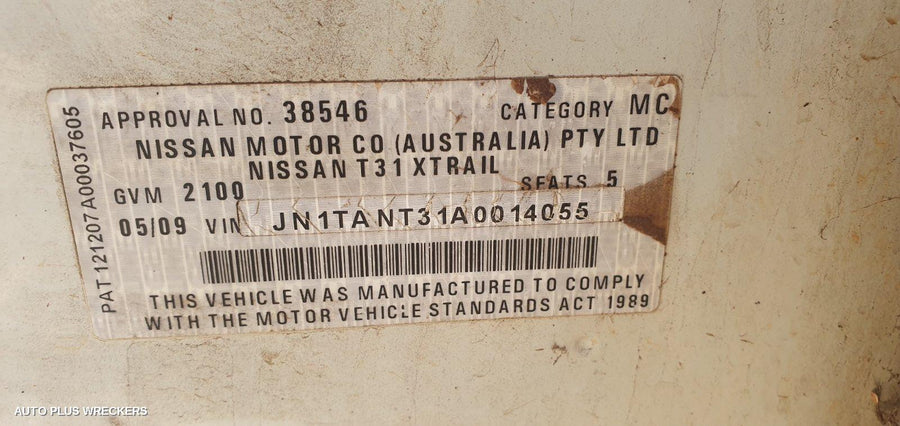 PAT121207A00037605
APPROVAL NO. 38546 CATEGORY MC
NISSAN MOTOR CO (AUSTRALIA) PTY LTD
NISSAN T31 XTRAIL
GVM 2100 SEATS 5
05/09 VIN JN1TANT31A0014055
THIS VEHICLE WAS MANUFACTURED TO COMPLY
WITH THE MOTOR VEHICLE STANDARDS ACT 1989
AUTO PLUS WRECKERS